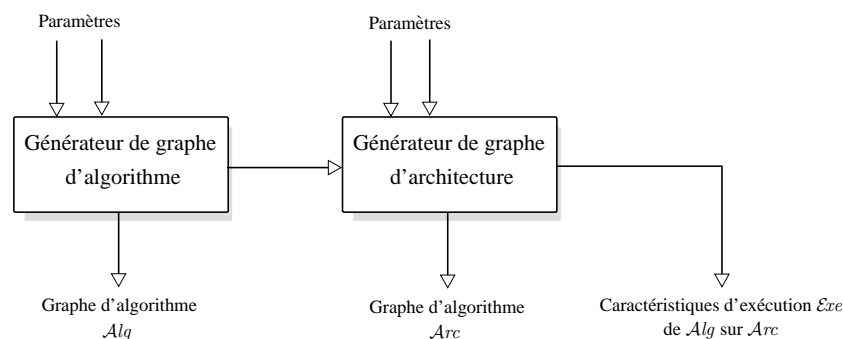 Paramètres
Paramètres
Générateur de graphe
d'algorithme
Générateur de graphe
d'architecture
Graphe d'algorithme
Alg
Graphe d'algorithme
Arc
Caractéristiques d'exécution Exe
de Alg sur Arc